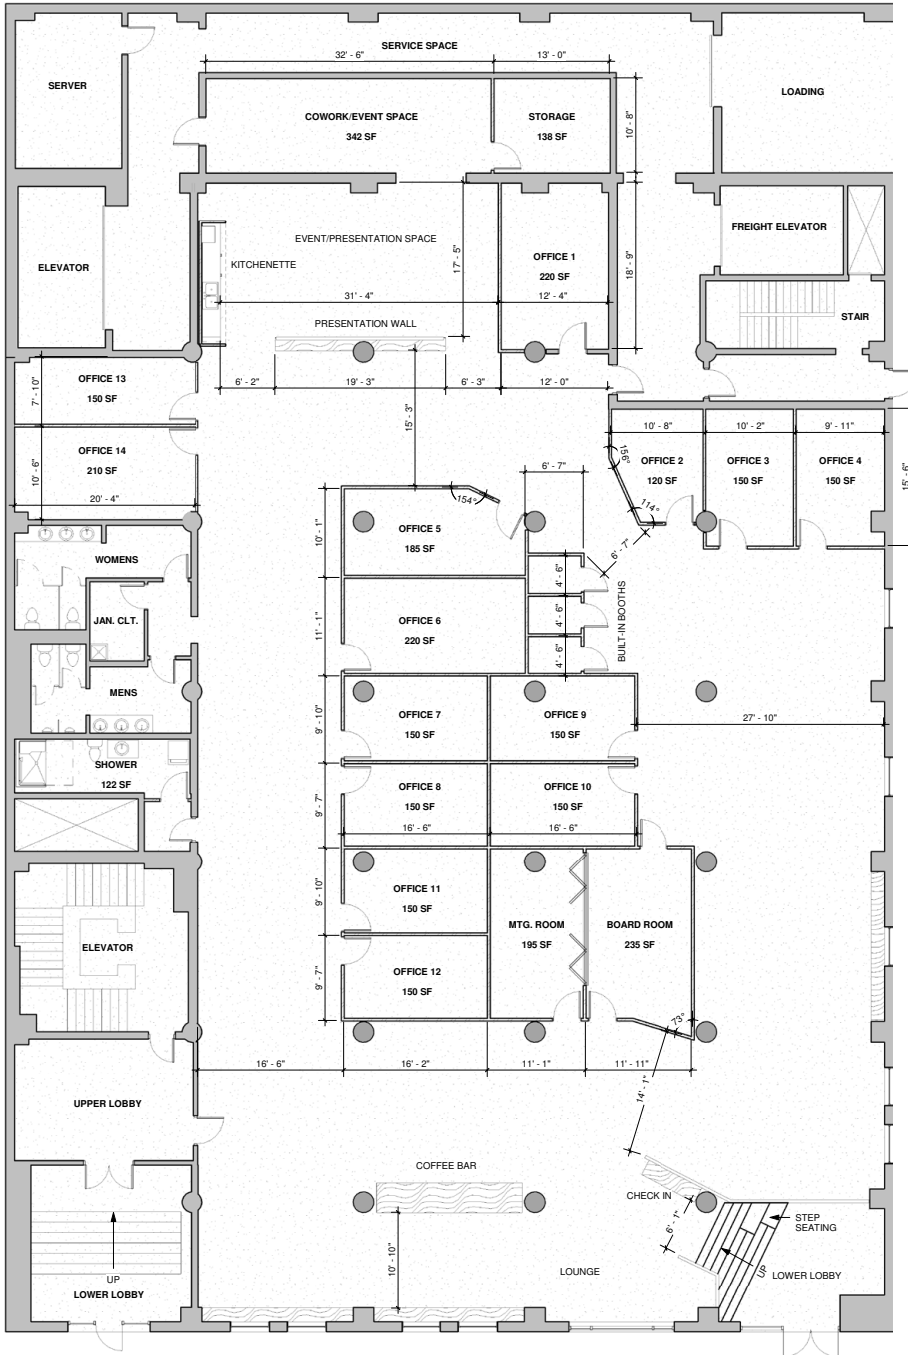 SERVICE SPACE
32' - 6"
13' - 0"
SERVER
LOADING
COWORK/EVENT SPACE
342 SF
STORAGE
138 SF
10' - 8"
FREIGHT ELEVATOR
EVENT/PRESENTATION SPACE
KITCHENETTE
17' - 5"
OFFICE 1
220 SF
18' - 9"
ELEVATOR
31' - 4"
12' - 4"
STAIR
PRESENTATION WALL
6' - 2"
19' - 3"
6' - 3"
12' - 0"
OFFICE 13
150 SF
7' - 10"
15' - 3"
10' - 8"
10' - 2"
9' - 11"
OFFICE 14
210 SF
10' - 6"
20' - 4"
156°
OFFICE 2
120 SF
OFFICE 3
150 SF
OFFICE 4
150 SF
15' - 6"
6' - 7"
154°
114°
OFFICE 5
185 SF
10' - 1"
6' - 7"
WOMENS
4' - 6"
4' - 6"
4' - 6"
BUILT-IN BOOTHS
JAN. CLT.
OFFICE 6
220 SF
11' - 1"
MENS
OFFICE 7
150 SF
9' - 10"
OFFICE 9
150 SF
27' - 10"
SHOWER
122 SF
OFFICE 8
150 SF
9' - 7"
OFFICE 10
150 SF
16' - 6"
16' - 6"
OFFICE 11
150 SF
9' - 10"
MTG. ROOM
195 SF
BOARD ROOM
235 SF
ELEVATOR
OFFICE 12
150 SF
9' - 7"
73°
16' - 6"
16' - 2"
11' - 1"
11' - 11"
14' - 1"
UPPER LOBBY
COFFEE BAR
CHECK IN
6' - 1"
STEP
SEATING
10' - 10"
LOUNGE
UP
LOWER LOBBY
UP
LOWER LOBBY